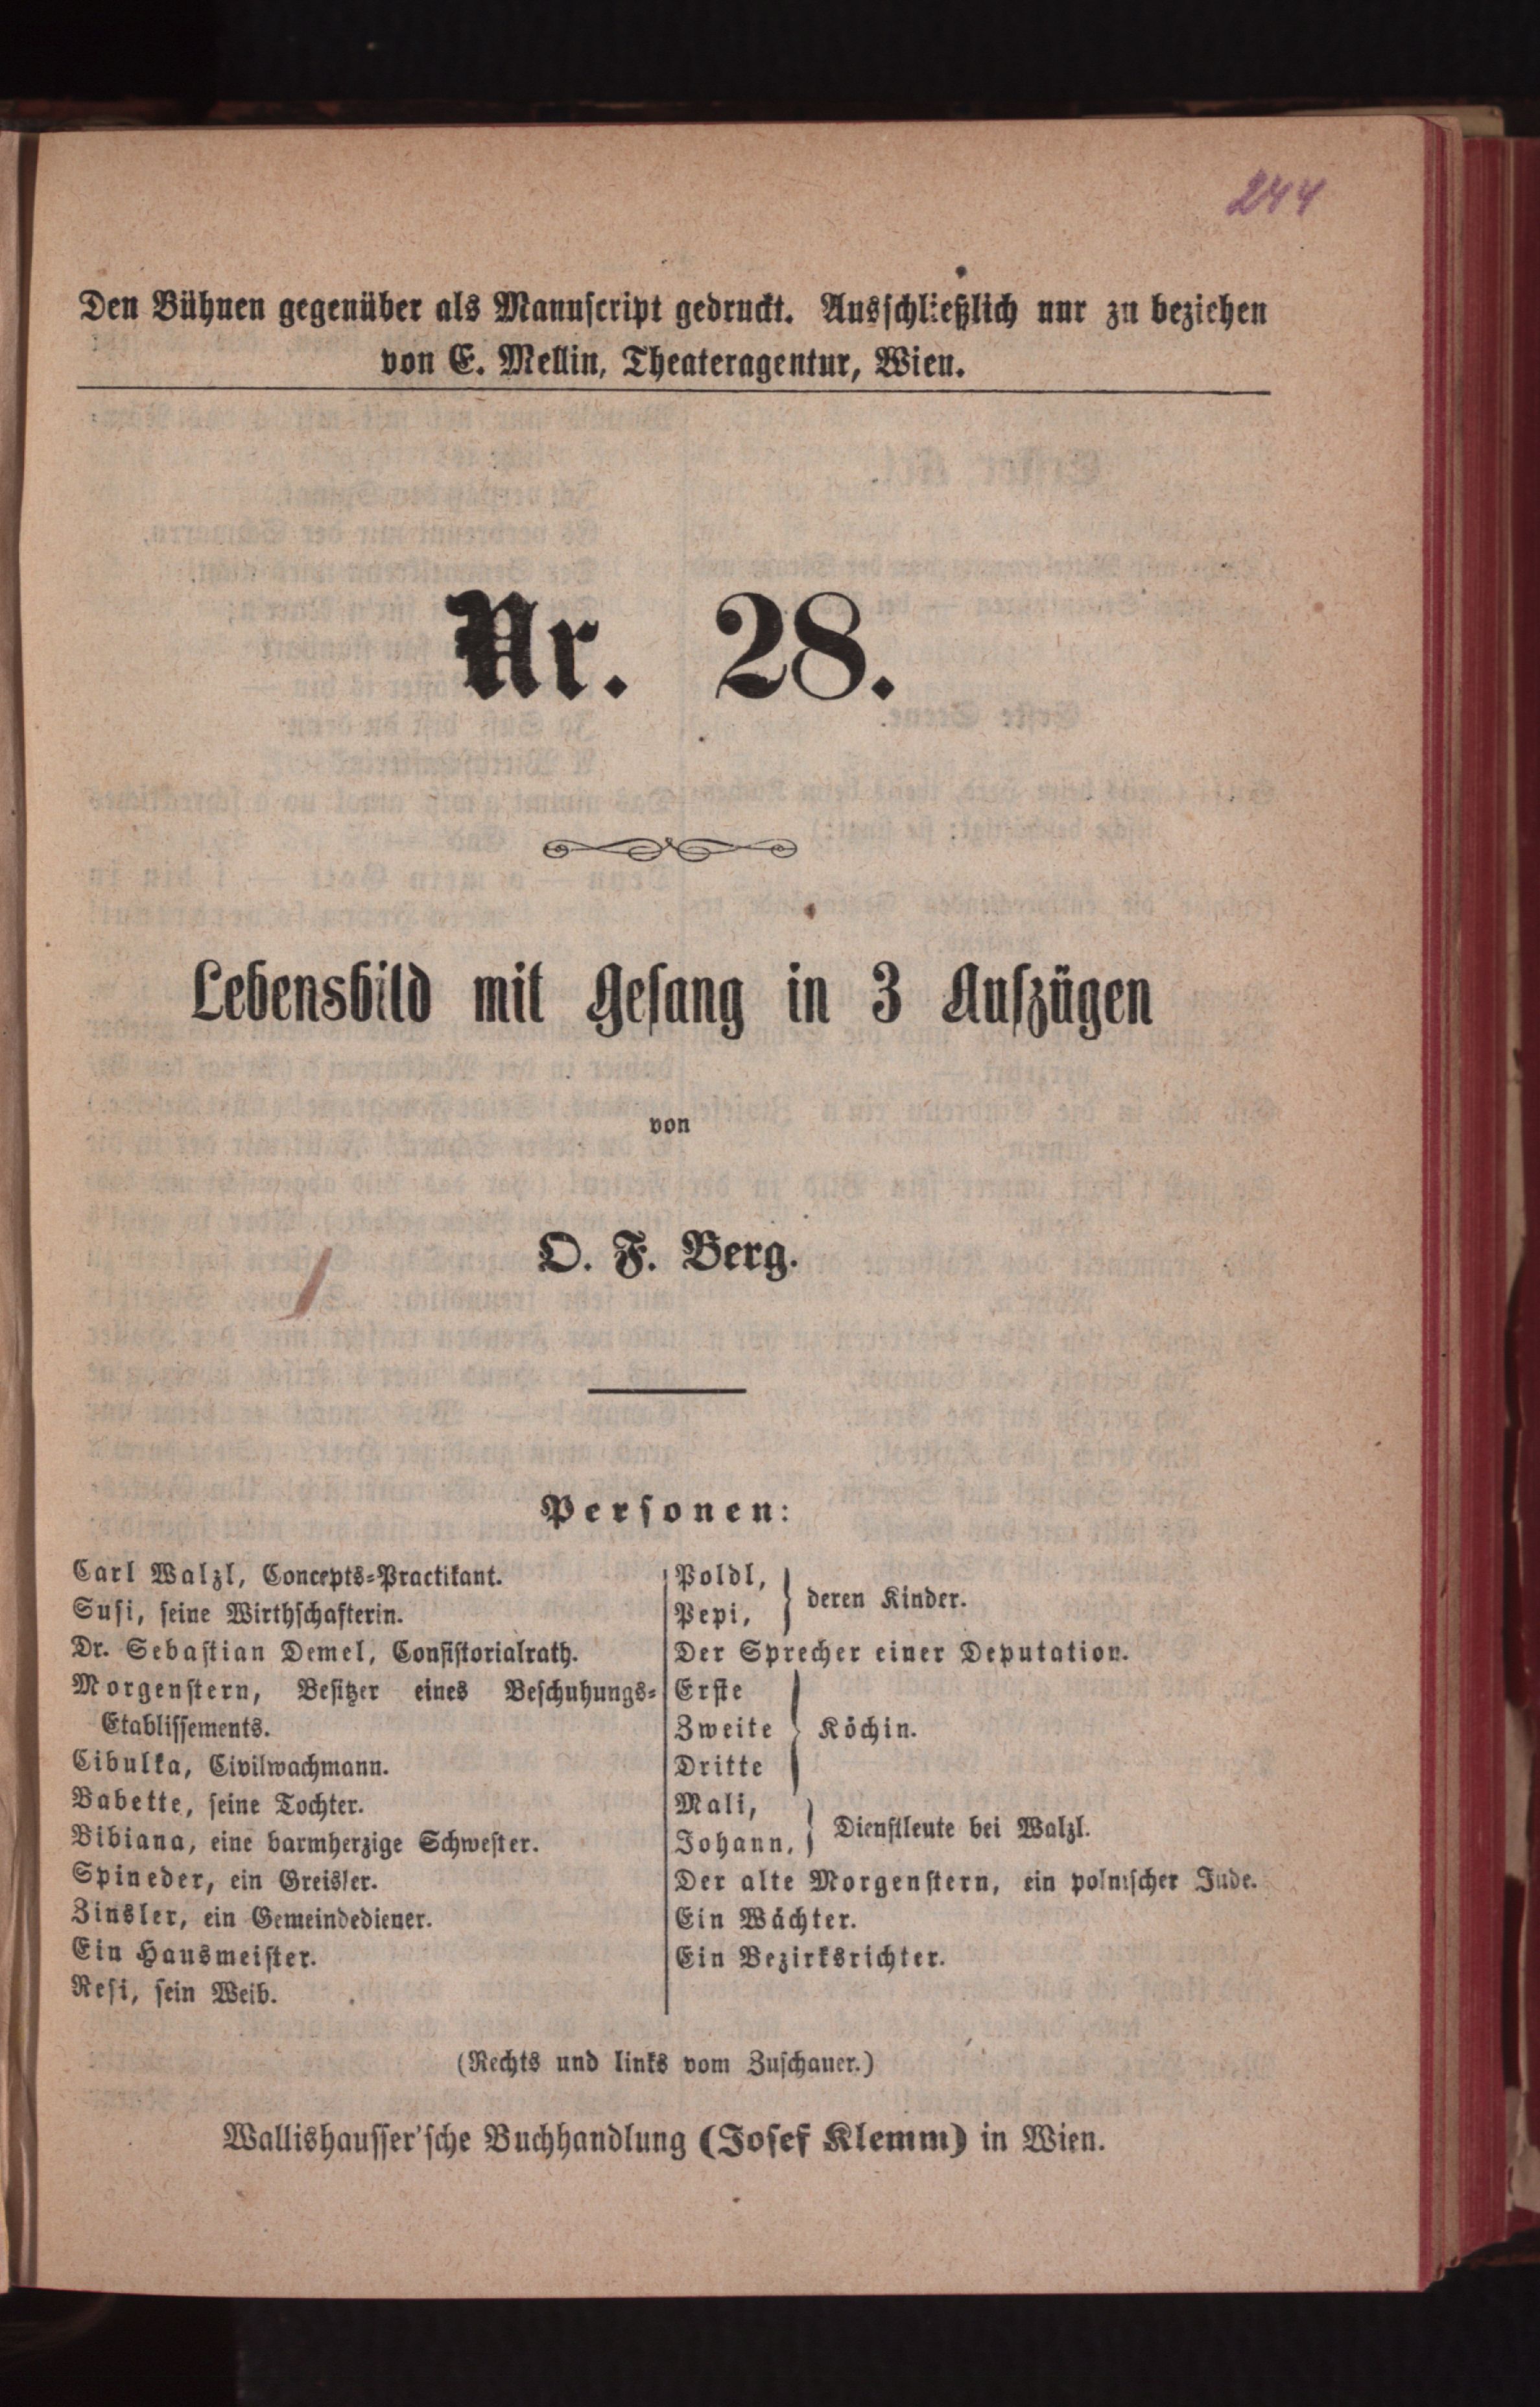 244
Den Bühnen gegenüber als Manuscript gedruckt. Ausschließlich nur zu beziehen
von E. Mellin, Theateragentur, Wien.
Nr. 28.
Lebensbild mit Gesang in 3 Aufzügen
von
O. F. Berg.
Personen:
Carl Walzl, Concepts-Practikant.
Susi, seine Wirthschafterin.
Dr. Sebastian Demel, Consistorialrath.
Morgenstern, Besitzer eines Beschuhungs-
Etablissements.
Cibulka, Civilwachmann.
Babette, seine Tochter.
Bibiana, eine barmherzige Schwester.
Spineder, ein Greisler.
Zinsler, ein Gemeindediener.
Ein Hausmeister.
Resi, sein Weib.
Poldl,
Pepi,
deren Kinder.
Der Sprecher einer Deputation.
Erste
Zweite
Dritte
Köchin.
Mali,
Johann,
Dienstleute bei Walzl.
Der alte Morgenstern, ein polnischer Jude.
Ein Wächter.
Ein Bezirksrichter.
(Rechts und links vom Zuschauer.)
Wallishausser'sche Buchhandlung (Josef Klemm) in Wien.